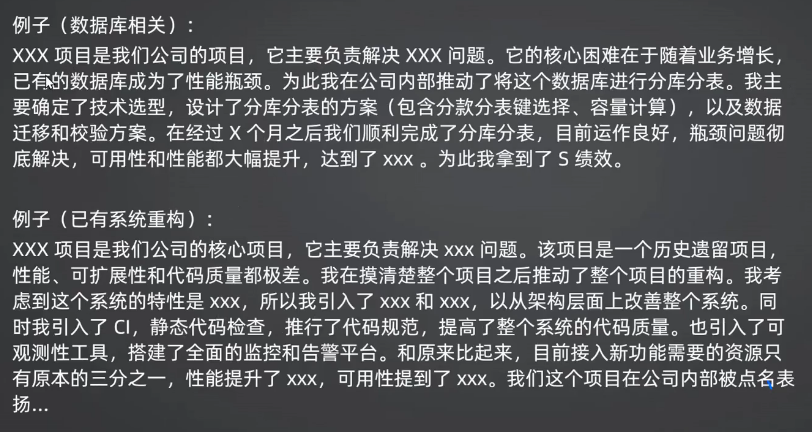 例子（数据库相关）：
XXX 项目是我们公司的项目，它主要负责解决 XXX 问题。它的核心困难在于随着业务增长，
已有的数据库成为了性能瓶颈。为此我在公司内部推动了将这个数据库进行分库分表。我主
要确定了技术选型，设计了分库分表的方案（包含分款分表键选择、容量计算），以及数据
迁移和校验方案。在经过 X 个月之后我们顺利完成了分库分表，目前运作良好，瓶颈问题彻
底解决，可用性和性能都大幅提升，达到了 xxx 。为此我拿到了 S 绩效。
例子（已有系统重构）：
XXX 项目是我们公司的核心项目，它主要负责解决 xxx 问题。该项目是一个历史遗留项目，
性能、可扩展性和代码质量都极差。我在摸清楚整个项目之后推动了整个项目的重构。我考
虑到这个系统的特性是 xxx，所以我引入了 xxx 和 xxx，以从架构层面上改善整个系统。同
时我引入了 CI，静态代码检查，推行了代码规范，提高了整个系统的代码质量。也引入了可
观测性工具，搭建了全面的监控和告警平台。和原来比起来，目前接入新功能需要的资源只
有原本的三分之一，性能提升了 xxx，可用性提到了 xxx。我们这个项目在公司内部被点名表
扬...